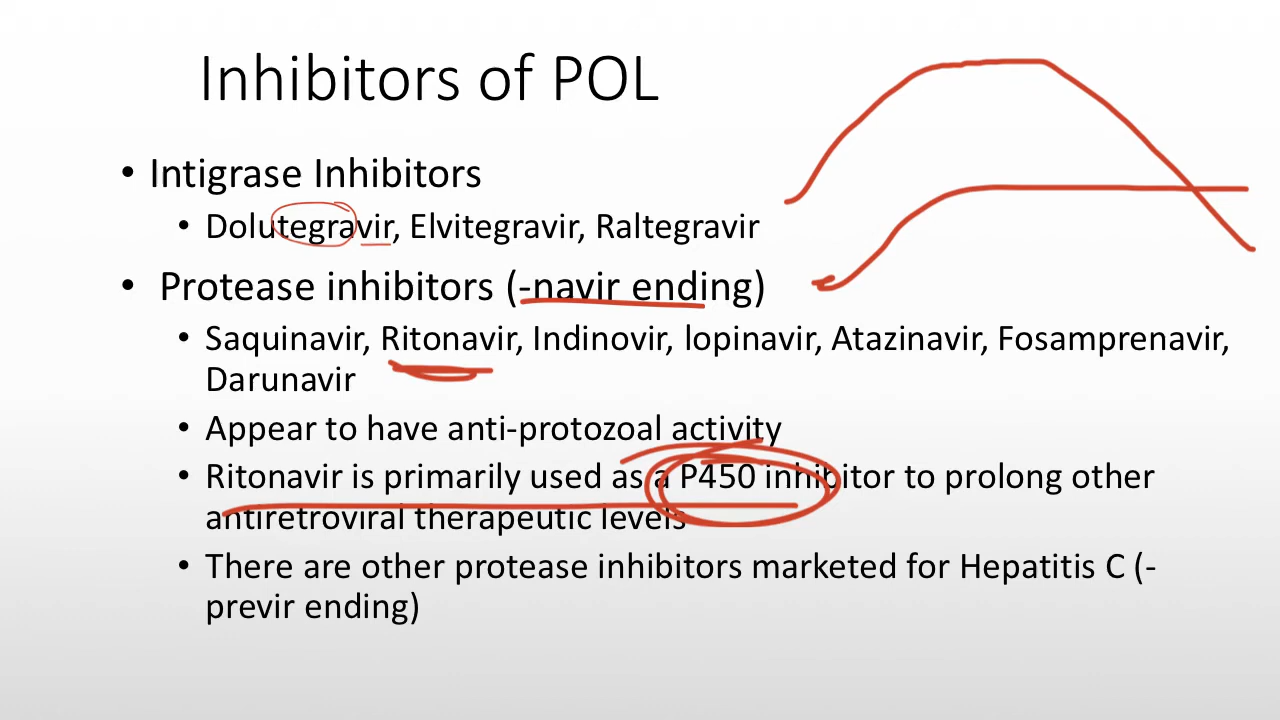 Inhibitors of POL
• Intigrase Inhibitors
• Dolutegravir, Elvitegravir, Raltegravir
• Protease inhibitors (-navir ending)
• Saquinavir, Ritonavir, Indinovir, lopinavir, Atazinavir, Fosamprenavir,
Darunavir
• Appear to have anti-protozoal activity
• Ritonavir is primarily used as a P450 inhibitor to prolong other
antiretroviral therapeutic levels
• There are other protease inhibitors marketed for Hepatitis C (-
previr ending)